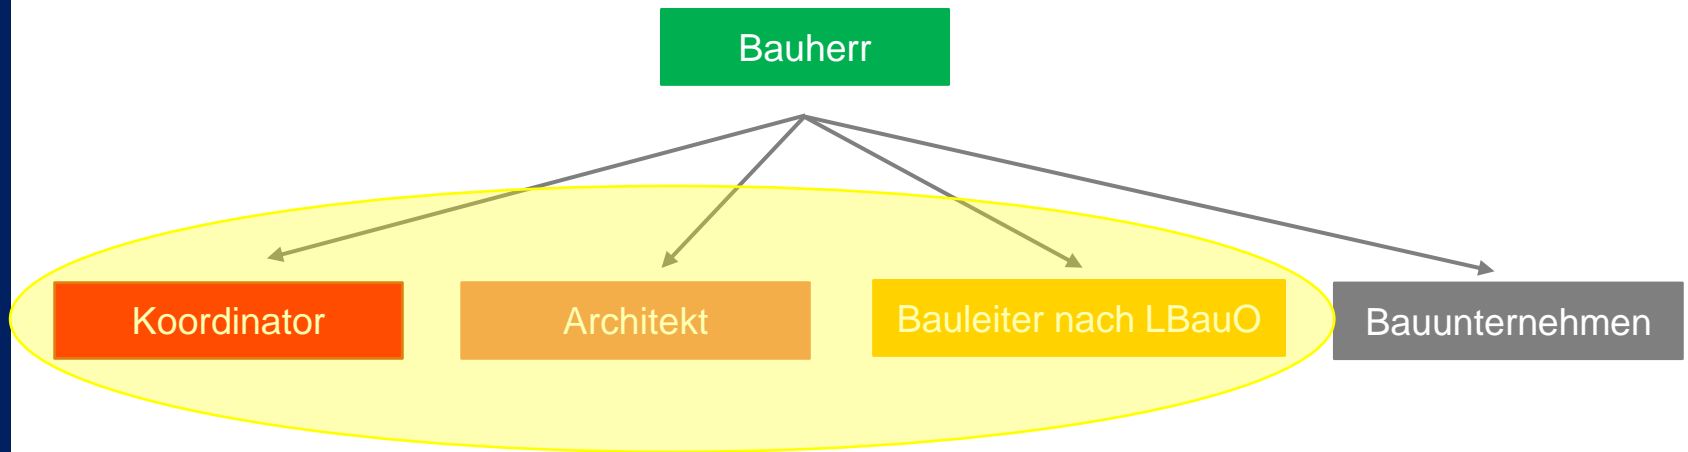 Bauherr
Koordinator
Architekt
Bauleiter nach LBauO
Bauunternehmen